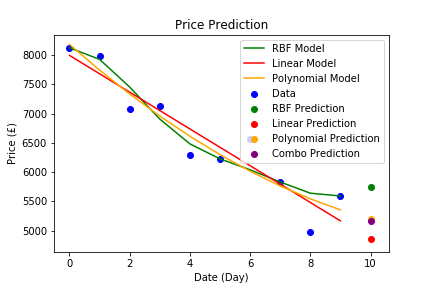 Price Prediction
RBF Model
Linear Model
Polynomial Model
Data
RBF Prediction
Linear Prediction
Polynomial Prediction
Combo Prediction
Price (£)
8000
7500
7000
6500
6000
5500
5000
0
2
4
6
8
10
Date (Day)